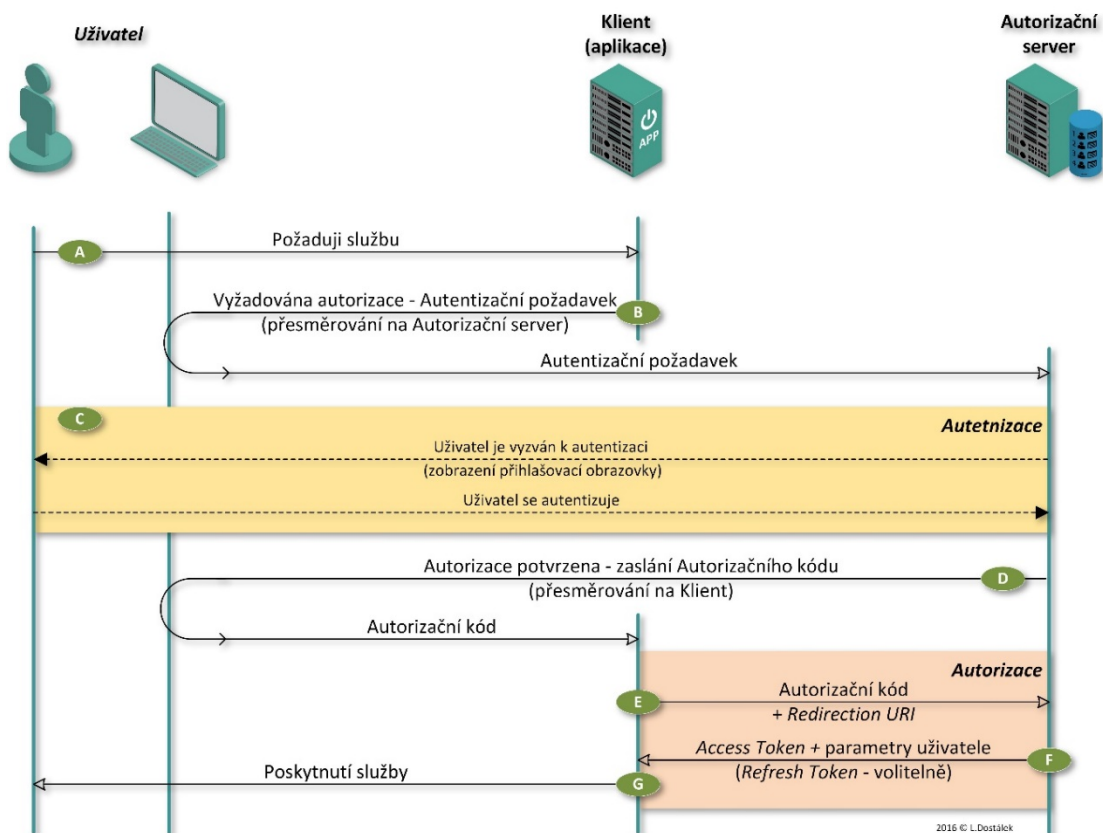 Uživatel
Klient
(aplikace)
Autorizační
server
APP
A
Požaduji službu
Vyžadována autorizace - Autentizační požadavek
B
(přesměrování na Autorizační server)
Autentizační požadavek
C
Autetnizace
Uživatel je vyzván k autentizaci
(zobrazení přihlašovací obrazovky)
Uživatel se autentizuje
Autorizace potvrzena - zaslání Autorizačního kódu
D
(přesměrování na Klient)
Autorizační kód
Autorizace
E
Autorizační kód
+ Redirection URI
Access Token + parametry uživatele
F
(Refresh Token - volitelně)
Poskytnutí služby
G
2016 © L.Dostálek